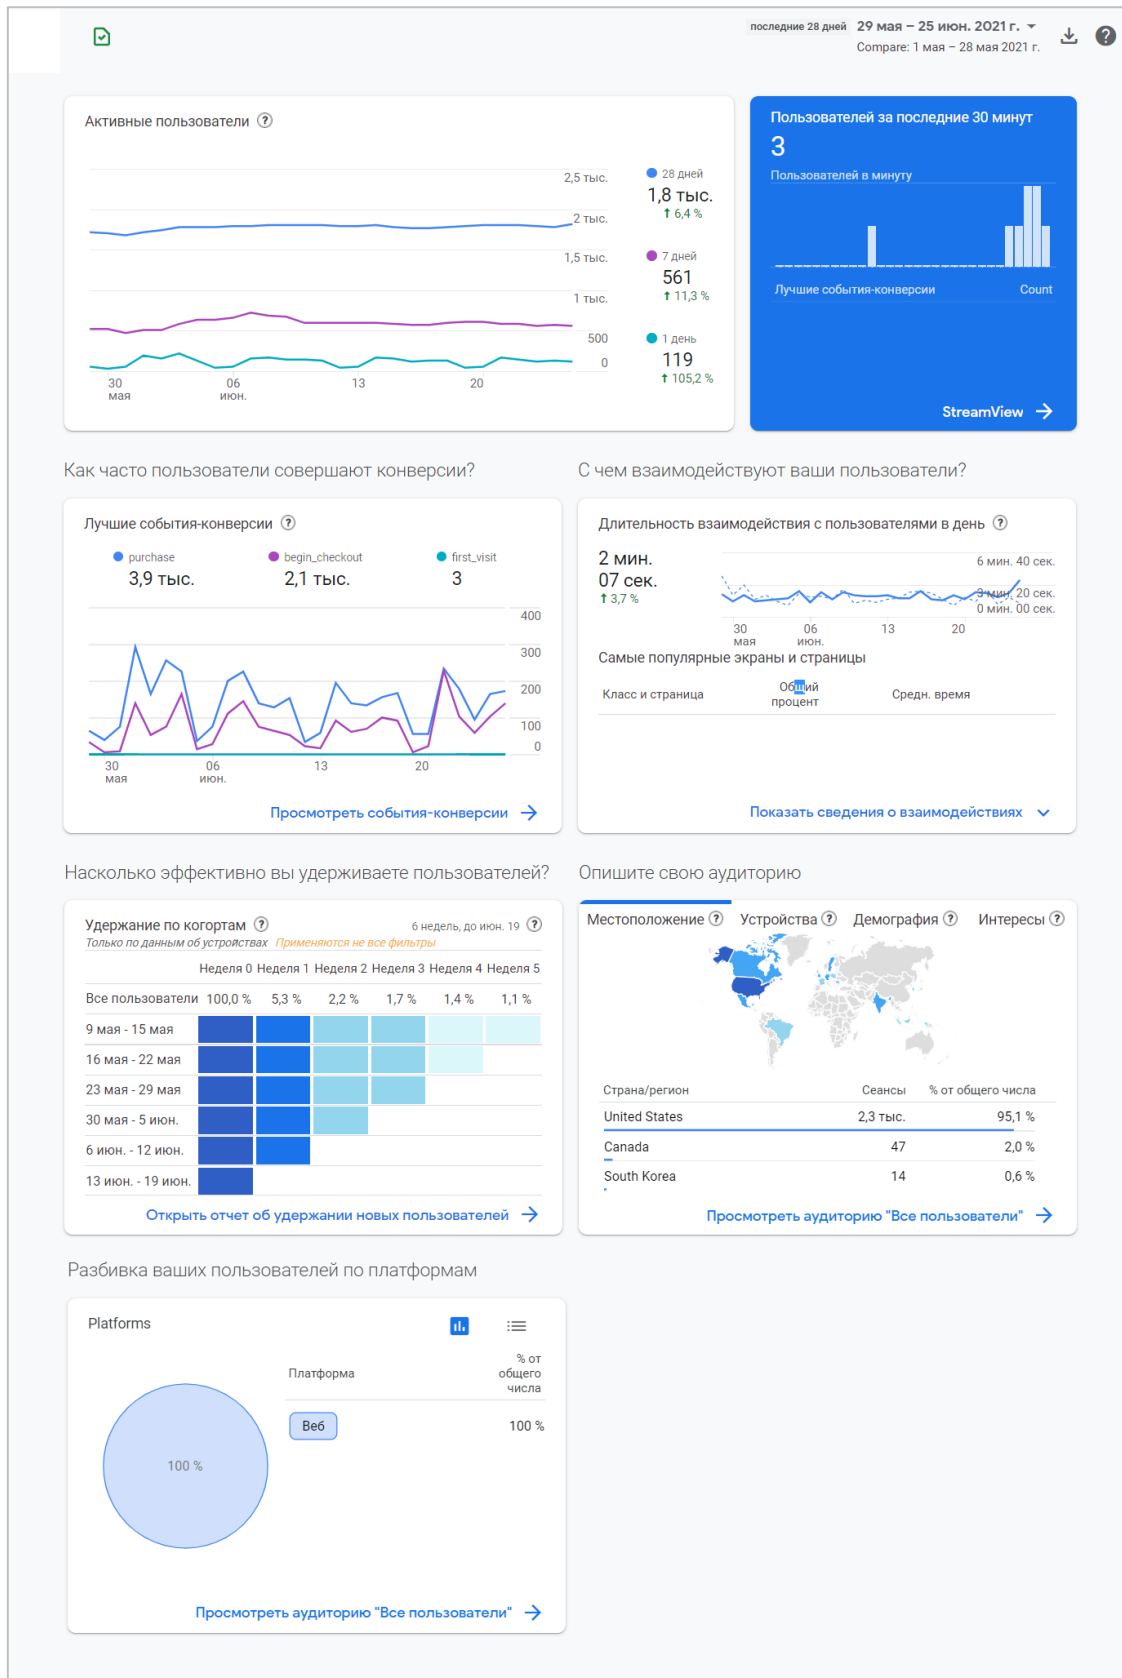 последние 28 дней 29 мая – 25 июн. 2021 г.
Compare: 1 мая – 28 мая 2021 г.
Активные пользователи
2,5 тыс.
2 тыс.
1,5 тыс.
1 тыс.
500
0
30 мая
06 июн.
13
20
28 дней
1,8 тыс.
↑ 6,4 %
7 дней
561
↑ 11,3 %
1 день
119
↑ 105,2 %
Пользователей за последние 30 минут
3
Пользователей в минуту
Лучшие события-конверсии Count
StreamView →
Как часто пользователи совершают конверсии?
Лучшие события-конверсии
purchase begin_checkout first_visit
3,9 тыс. 2,1 тыс. 3
400
300
200
100
0
30 мая
06 июн.
13
20
Просмотреть события-конверсии →
С чем взаимодействуют ваши пользователи?
Длительность взаимодействия с пользователями в день
2 мин.
07 сек.
↑ 3,7 %
6 мин. 40 сек.
3 мин. 20 сек.
0 мин. 00 сек.
30 мая
06 июн.
13
20
Самые популярные экраны и страницы
Класс и страница
Общий
процент
Средн. время
Показать сведения о взаимодействиях
Насколько эффективно вы удерживаете пользователей?
Удержание по когортам
6 недель, до июн. 19
Только по данным об устройствах Применяются не все фильтры
Неделя 0 Неделя 1 Неделя 2 Неделя 3 Неделя 4 Неделя 5
Все пользователи 100,0 % 5,3 % 2,2 % 1,7 % 1,4 % 1,1 %
9 мая - 15 мая
16 мая - 22 мая
23 мая - 29 мая
30 мая - 5 июн.
6 июн. - 12 июн.
13 июн. - 19 июн.
Открыть отчет об удержании новых пользователей →
Опишите свою аудиторию
Местоположение Устройства Демография Интересы
Страна/регион Сеансы % от общего числа
United States 2,3 тыс. 95,1 %
Canada 47 2,0 %
South Korea 14 0,6 %
Просмотреть аудиторию "Все пользователи" →
Разбивка ваших пользователей по платформам
Platforms
100 %
Платформа
% от
общего
числа
Веб 100 %
Просмотреть аудиторию "Все пользователи" →